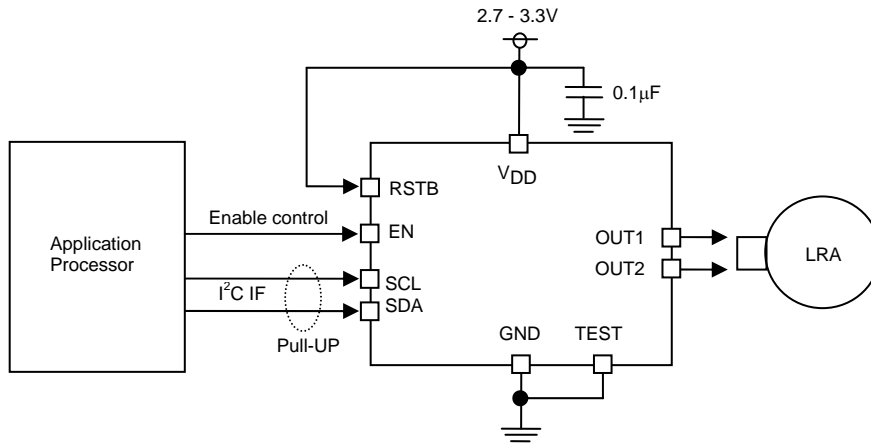 2.7 - 3.3V
0.1μF
VDD
RSTB
Enable control
EN
OUT1
Application
Processor
LRA
OUT2
SCL
I²C IF
SDA
Pull-UP
GND
TEST